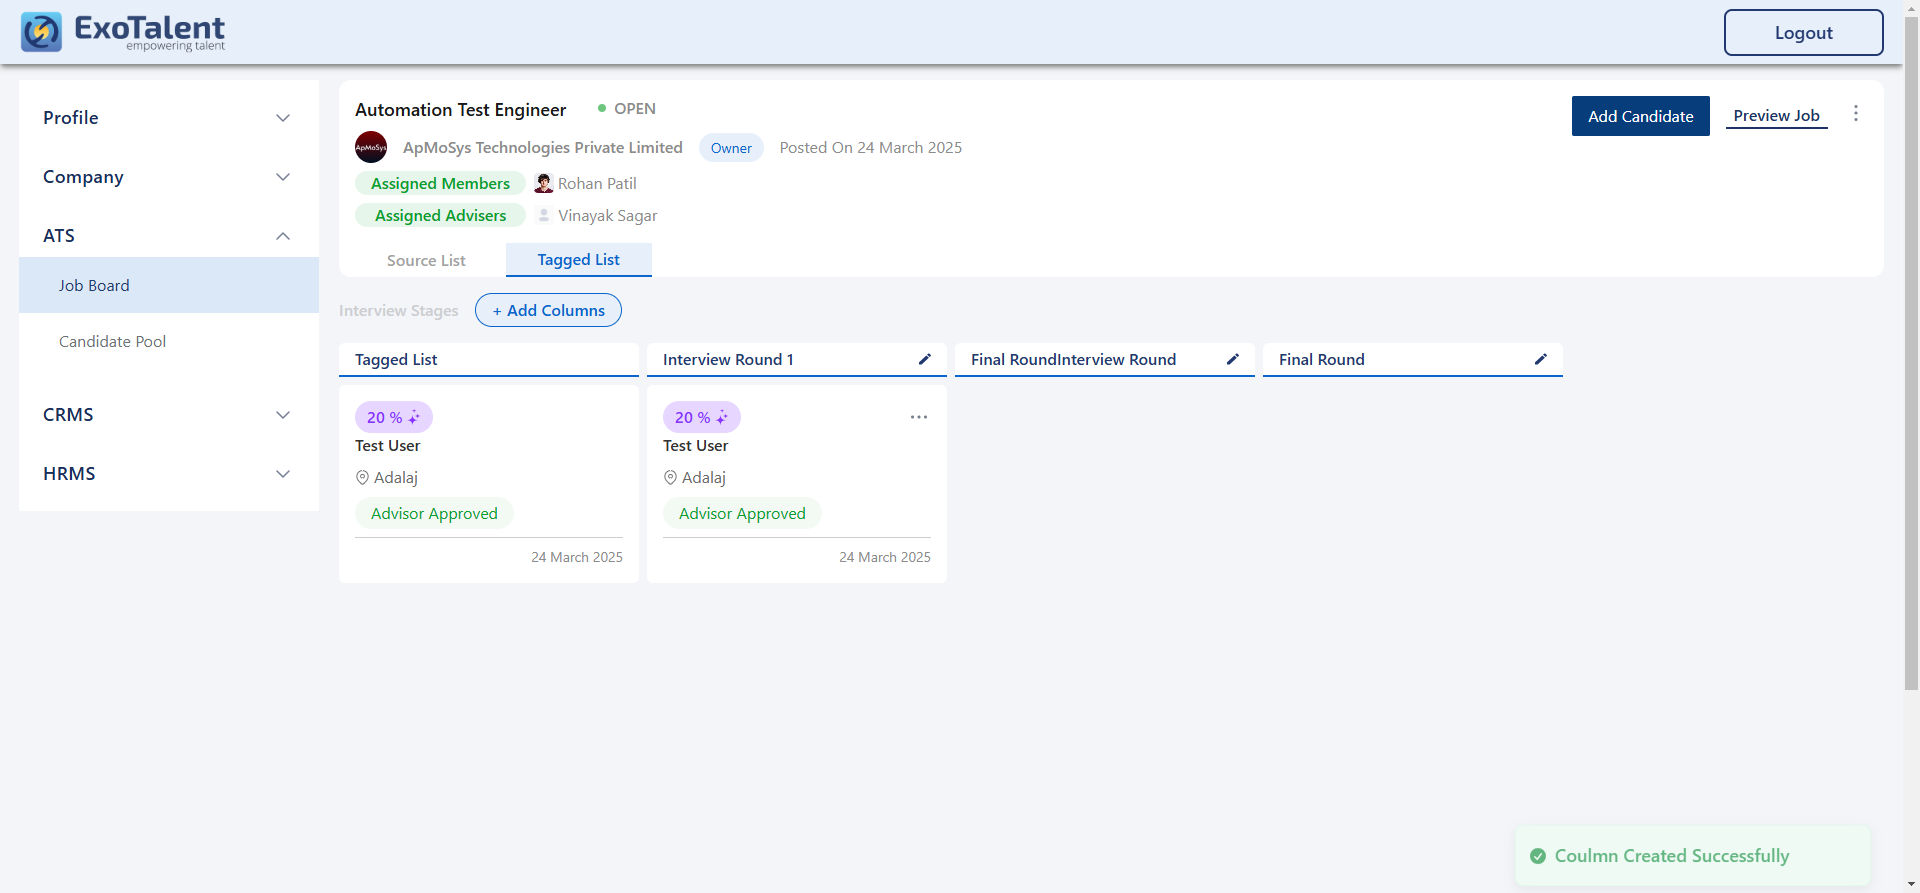 ExoTalent
empowering talent
Logout
Profile
Company
ATS
Job Board
Candidate Pool
CRMS
HRMS
Automation Test Engineer
OPEN
Add Candidate
Preview Job
ApMoSys
ApMoSys Technologies Private Limited
Owner
Posted On 24 March 2025
Assigned Members
Rohan Patil
Assigned Advisers
Vinayak Sagar
Source List
Tagged List
Interview Stages
+ Add Columns
Tagged List
Interview Round 1
Final RoundInterview Round
Final Round
20 %
Test User
Adalaj
Advisor Approved
24 March 2025
20 %
Test User
Adalaj
Advisor Approved
24 March 2025
Coulmn Created Successfully